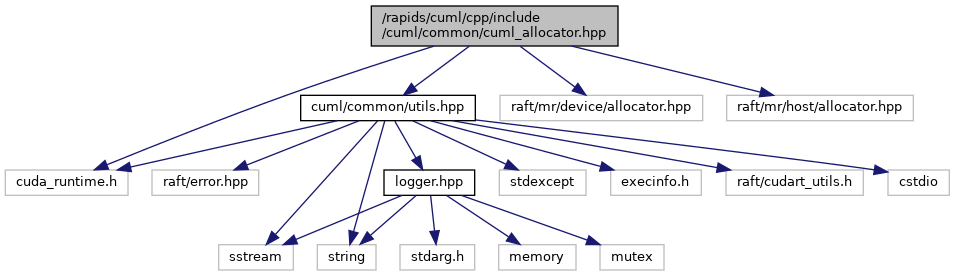 /rapids/cuml/cpp/include
/cuml/common/cuml_allocator.hpp
cuml/common/utils.hpp
raft/mr/device/allocator.hpp
raft/mr/host/allocator.hpp
cuda_runtime.h
raft/error.hpp
logger.hpp
stdexcept
execinfo.h
raft/cudart_utils.h
cstdio
sstream
string
stdarg.h
memory
mutex